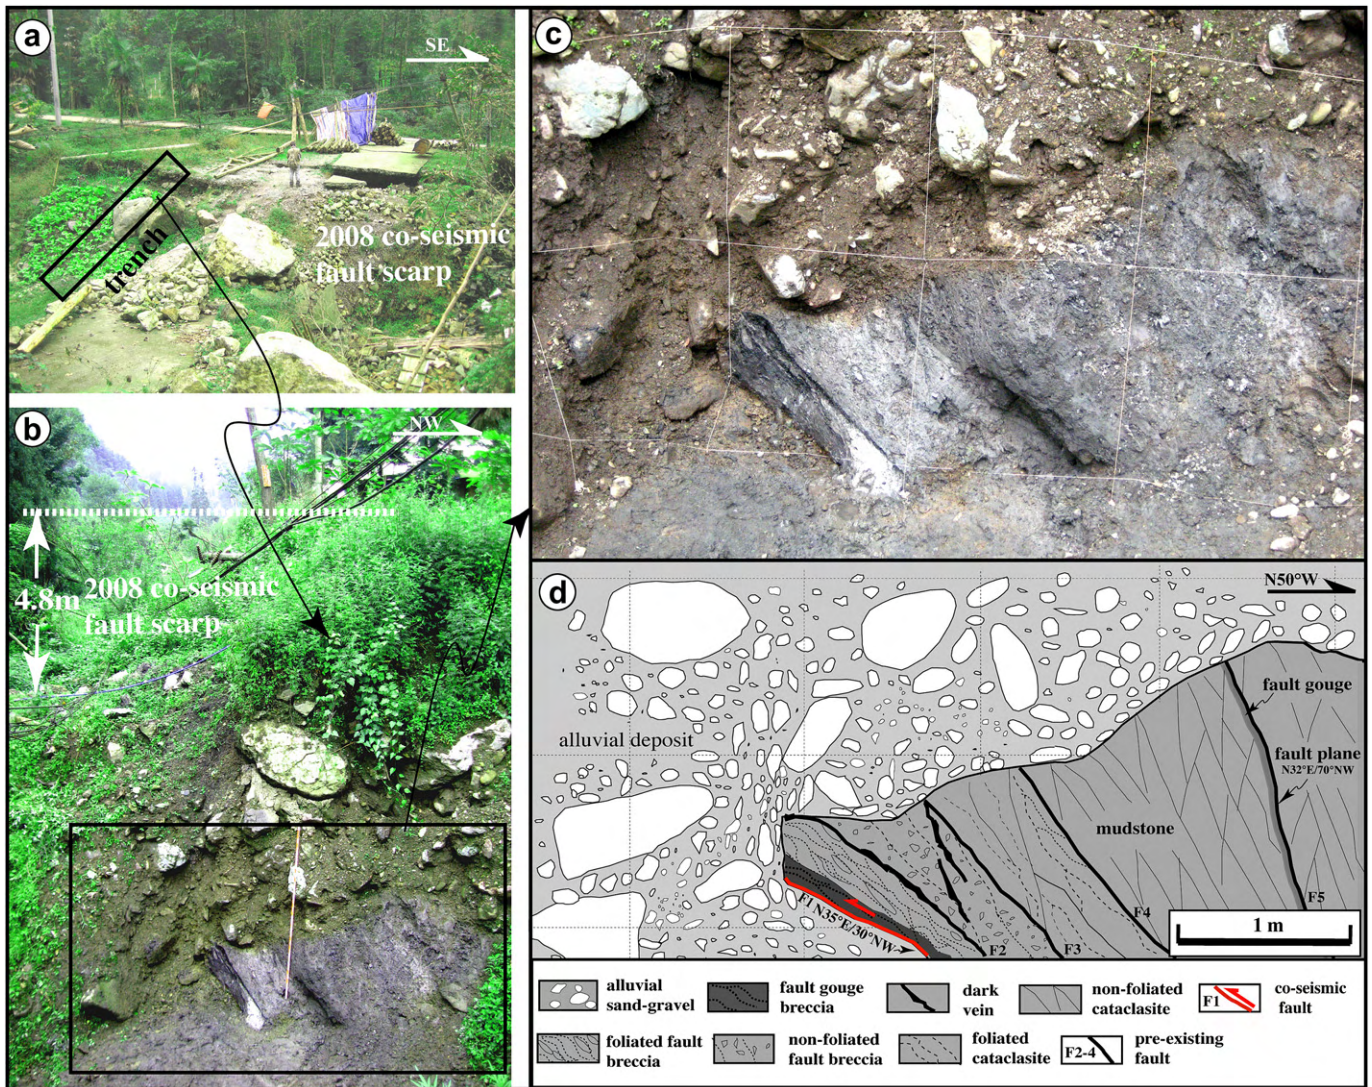 a
SE
trench
2008 co-seismic
fault scarp
b
NW
4.8m
2008 co-seismic
fault scarp
c
d
N50°W
alluvial deposit
fault gouge
fault plane
N32°E/70°NW
mudstone
F1 N35°E/30°NW
F2
F3
F4
F5
1 m
alluvial
sand-gravel
fault gouge
breccia
dark
vein
non-foliated
cataclasite
F1
co-seismic
fault
foliated fault
breccia
non-foliated
fault breccia
foliated
cataclasite
F2-4
pre-existing
fault